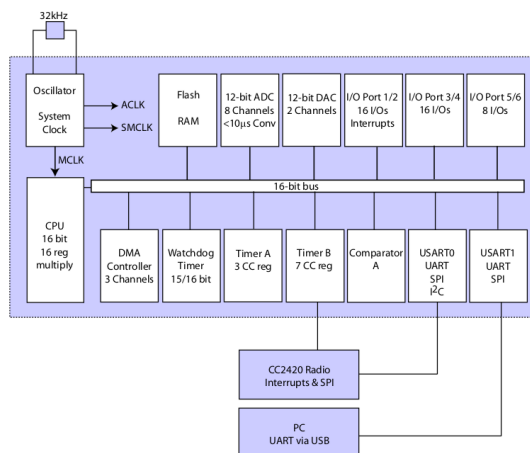 32kHz
Oscillator
System
Clock
ACLK
SMCLK
MCLK
Flash
RAM
12-bit ADC
8 Channels
<10µs Conv
12-bit DAC
2 Channels
I/O Port 1/2
16 I/Os
Interrupts
I/O Port 3/4
16 I/Os
I/O Port 5/6
8 I/Os
16-bit bus
CPU
16 bit
16 reg
multiply
DMA
Controller
3 Channels
Watchdog
Timer
15/16 bit
Timer A
3 CC reg
Timer B
7 CC reg
Comparator
A
USART0
UART
SPI
I²C
USART1
UART
SPI
CC2420 Radio
Interrupts & SPI
PC
UART via USB